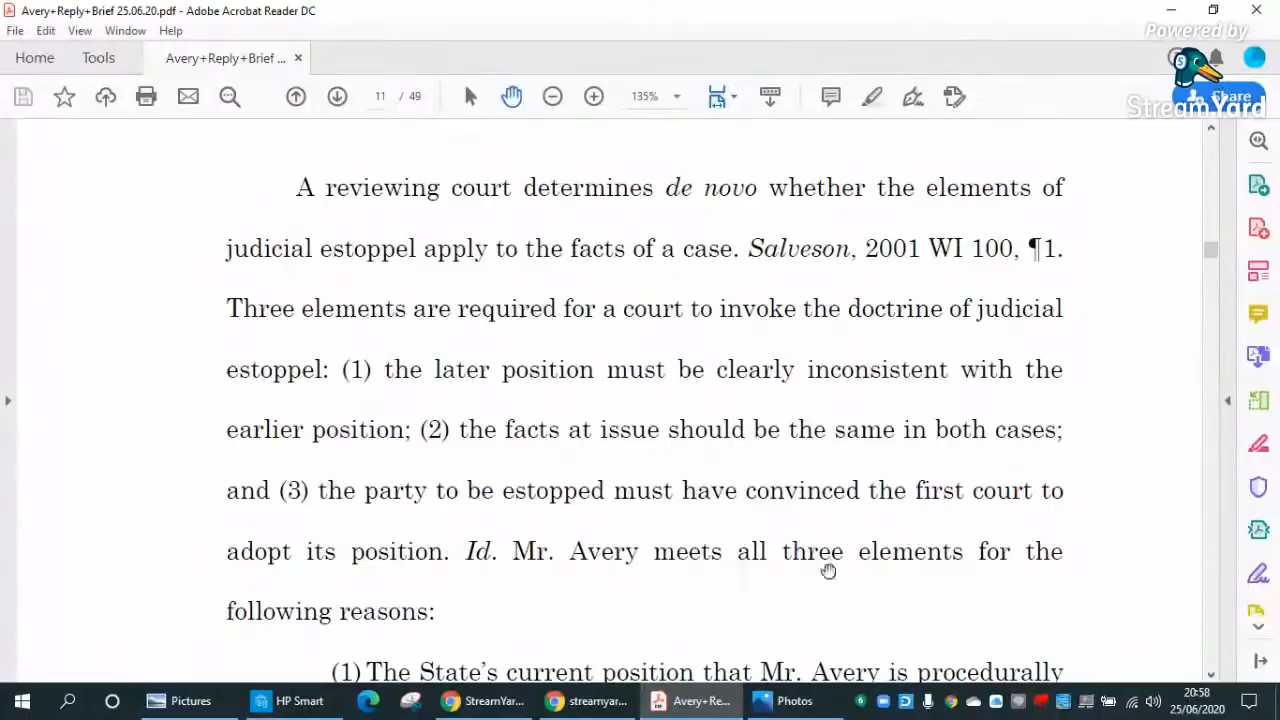 Avery+Reply+Brief 25.06.20.pdf - Adobe Acrobat Reader DC
File Edit View Window Help
Powered by
Home Tools Avery+Reply+Brief ...
StreamYard
Share
11 / 49 135%
A reviewing court determines de novo whether the elements of
judicial estoppel apply to the facts of a case. Salveson, 2001 WI 100, ¶1.
Three elements are required for a court to invoke the doctrine of judicial
estoppel: (1) the later position must be clearly inconsistent with the
earlier position; (2) the facts at issue should be the same in both cases;
and (3) the party to be estopped must have convinced the first court to
adopt its position. Id. Mr. Avery meets all three elements for the
following reasons:
(1) The State's current position that Mr. Avery is procedurally
Pictures HP Smart StreamYar... streamyar... Avery+Re... Photos
20:58
25/06/2020